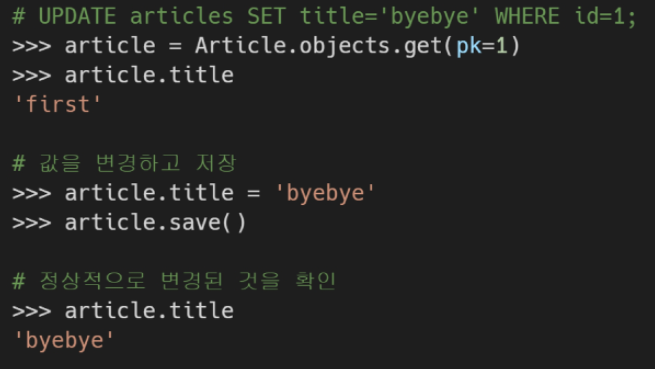 # UPDATE articles SET title='byebye' WHERE id=1;
>>> article = Article.objects.get(pk=1)
>>> article.title
'first'
# 값을 변경하고 저장
>>> article.title = 'byebye'
>>> article.save()
# 정상적으로 변경된 것을 확인
>>> article.title
'byebye'